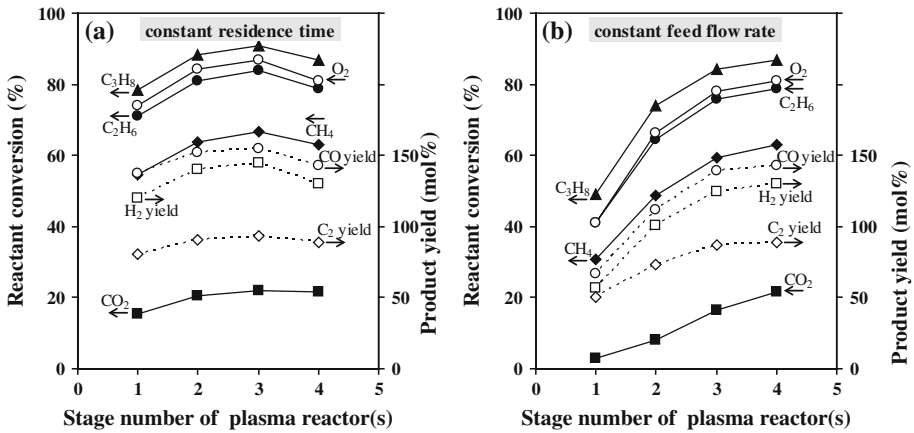 (a) constant residence time
Reactant conversion (%)
100
80
60
40
20
0
C3H8
O2
C2H6
CH4
CO yield
H2 yield
C2 yield
CO2
150
100
50
0
Product yield (mol%)
0 1 2 3 4 5
Stage number of plasma reactor(s)
(b) constant feed flow rate
Reactant conversion (%)
100
80
60
40
20
0
O2
C2H6
CO yield
C3H8
H2 yield
C2 yield
CH4
CO2
150
100
50
0
Product yield (mol%)
0 1 2 3 4 5
Stage number of plasma reactor(s)